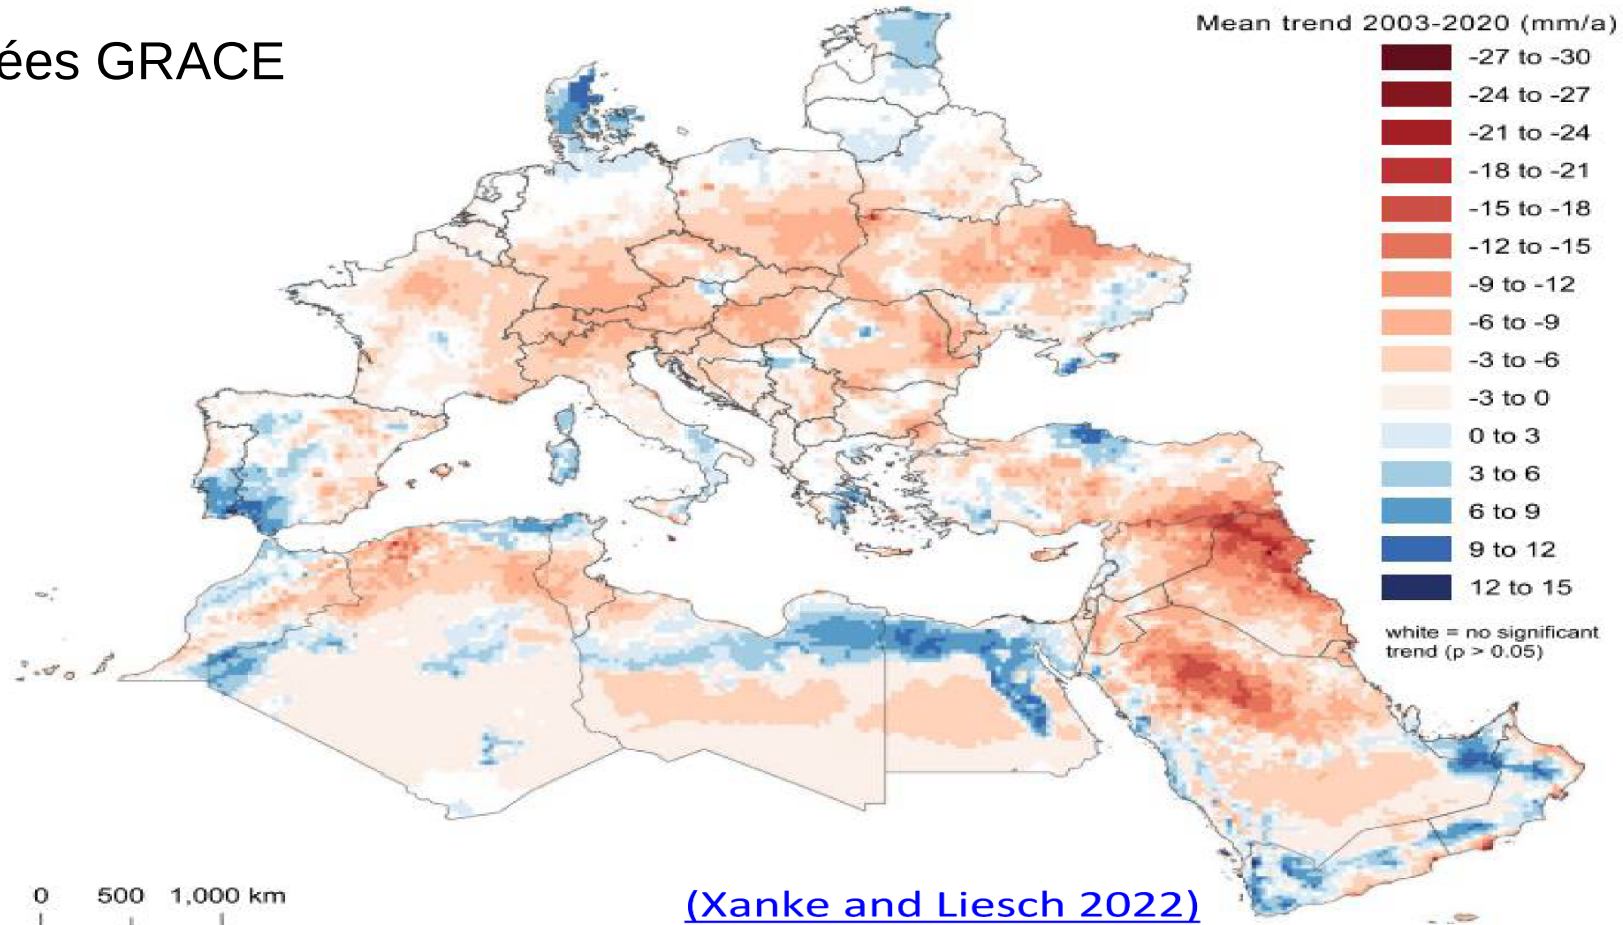 ées GRACE
Mean trend 2003-2020 (mm/a)
-27 to -30
-24 to -27
-21 to -24
-18 to -21
-15 to -18
-12 to -15
-9 to -12
-6 to -9
-3 to -6
-3 to 0
0 to 3
3 to 6
6 to 9
9 to 12
12 to 15
white = no significant
trend (p > 0.05)
0 500 1,000 km
(Xanke and Liesch 2022)